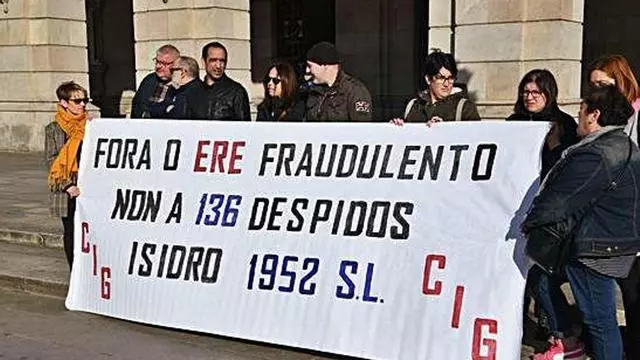 FORA O ERE FRAUDULENTO
NON A 136 DESPIDOS
ISIDRO 1952 S.L.
CIG
CIG